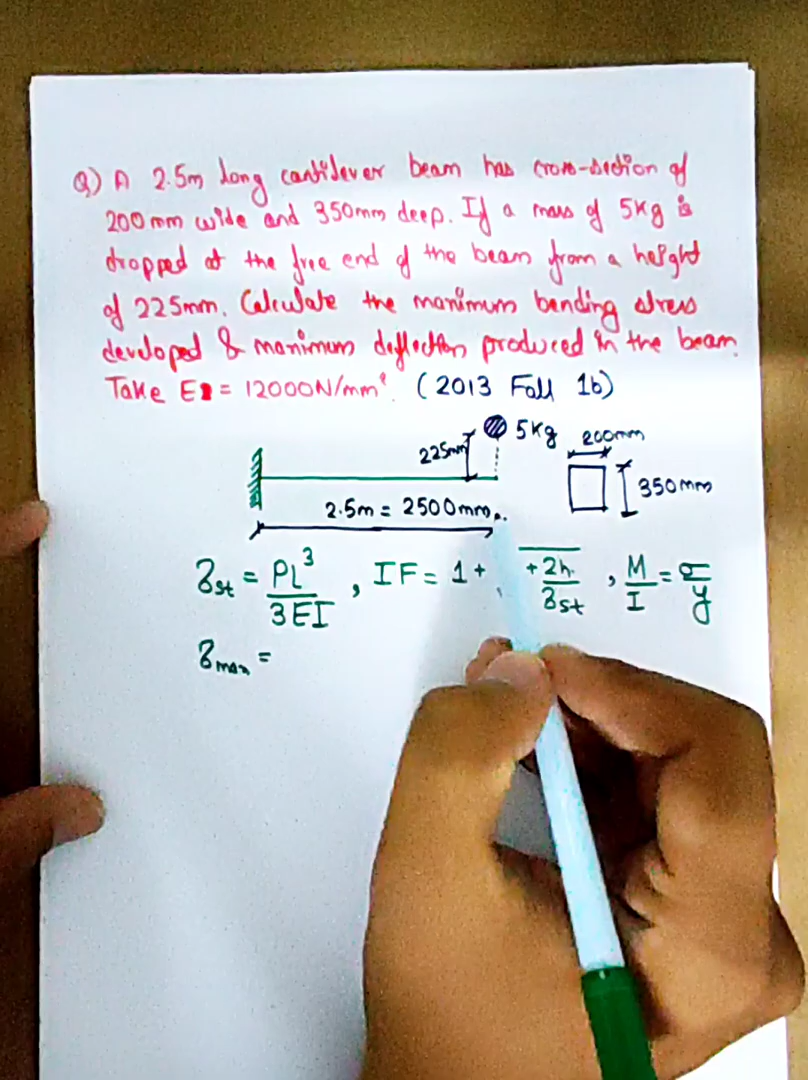 Q) A 2.5m long cantilever beam has cross-section of
200mm wide and 350mm deep. If a mass of 5Kg is
dropped at the free end of the beam from a height
of 225mm. Calculate the maximum bending stress
developed & maximum deflection produced in the beam.
Take E = 12000N/mm². (2013 Fall 1b)
5Kg
200mm
225mm
350mm
2.5m = 2500mm
δst = PL³/3EI , IF = 1+ +2h/δst , M/I = σ/y
δmax =